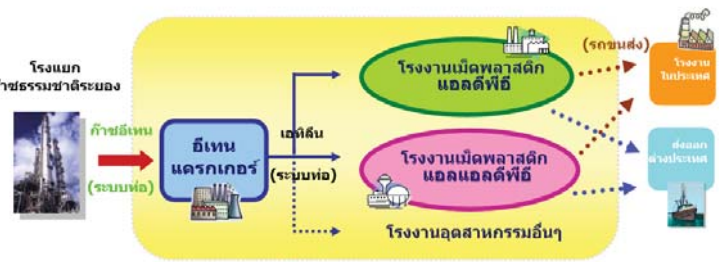 โรงแยก
ก๊าซธรรมชาติระยอง
ก๊าซอีเทน
(ระบบท่อ)
อีเทน
แครกเกอร์
เอทิลีน
(ระบบท่อ)
โรงงานเม็ดพลาสติก
แอลดีพีอี
โรงงานเม็ดพลาสติก
แอลแอลดีพีอี
โรงงานอุตสาหกรรมอื่นๆ
(รถขนส่ง)
โรงงาน
ในประเทศ
ส่งออก
ต่างประเทศ